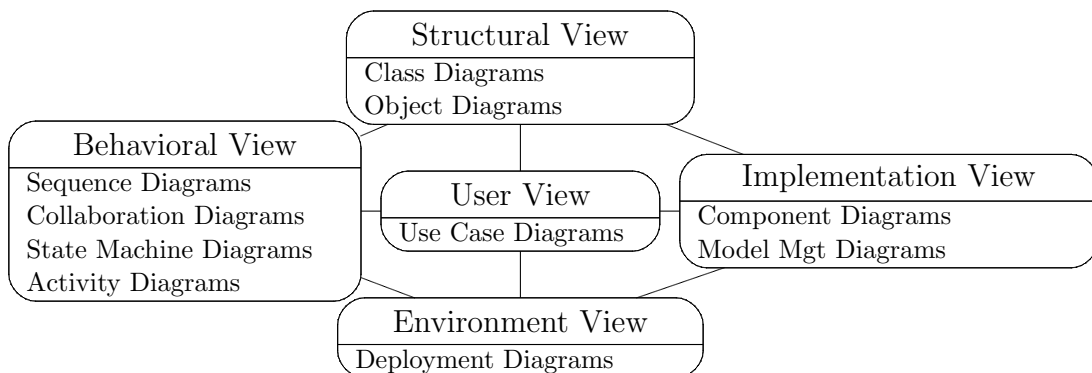 Structural View
Class Diagrams
Object Diagrams
Behavioral View
Sequence Diagrams
Collaboration Diagrams
State Machine Diagrams
Activity Diagrams
User View
Use Case Diagrams
Implementation View
Component Diagrams
Model Mgt Diagrams
Environment View
Deployment Diagrams